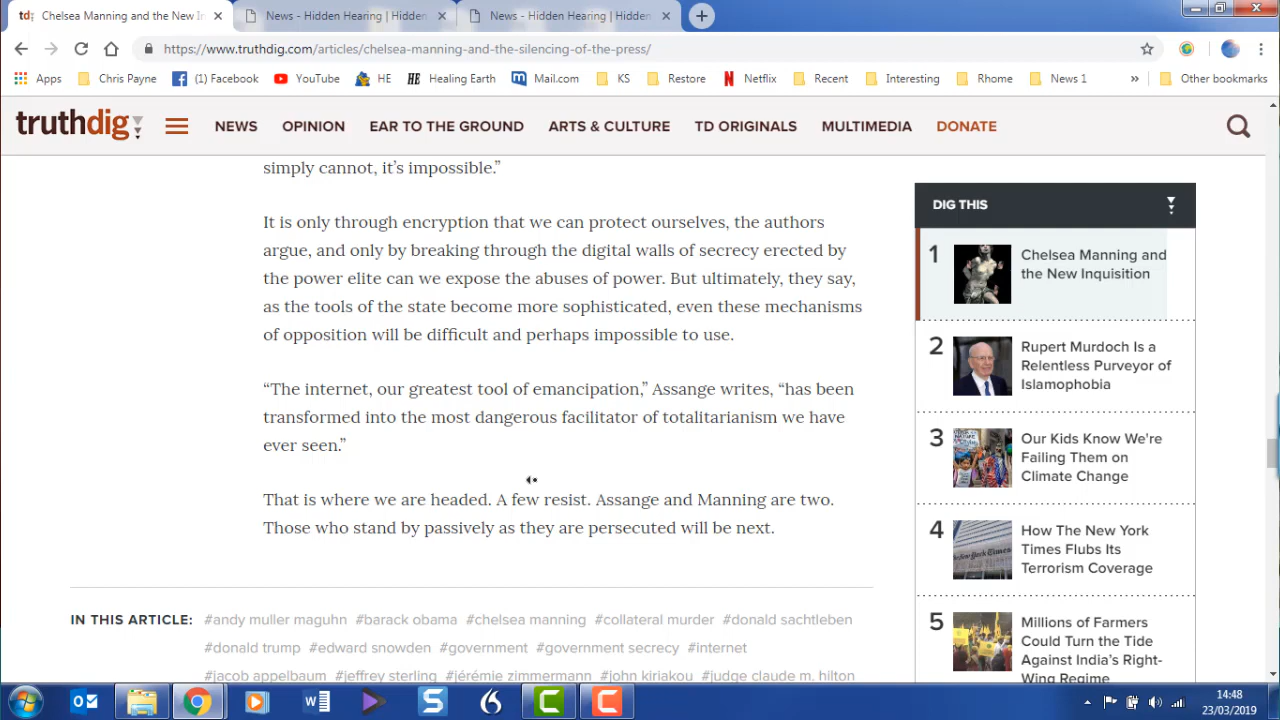 td: Chelsea Manning and the New In
News - Hidden Hearing | Hidden
News - Hidden Hearing | Hidden
https://www.truthdig.com/articles/chelsea-manning-and-the-silencing-of-the-press/
Apps Chris Payne (1) Facebook YouTube HE HE Healing Earth Mail.com KS Restore Netflix Recent Interesting Rhome News 1 » Other bookmarks
truthdig NEWS OPINION EAR TO THE GROUND ARTS & CULTURE TD ORIGINALS MULTIMEDIA DONATE
simply cannot, it’s impossible.”
It is only through encryption that we can protect ourselves, the authors
argue, and only by breaking through the digital walls of secrecy erected by
the power elite can we expose the abuses of power. But ultimately, they say,
as the tools of the state become more sophisticated, even these mechanisms
of opposition will be difficult and perhaps impossible to use.
“The internet, our greatest tool of emancipation,” Assange writes, “has been
transformed into the most dangerous facilitator of totalitarianism we have
ever seen.”
That is where we are headed. A few resist. Assange and Manning are two.
Those who stand by passively as they are persecuted will be next.
IN THIS ARTICLE: #andy muller maguhn #barack obama #chelsea manning #collateral murder #donald sachtleben
#donald trump #edward snowden #government #government secrecy #internet
#jacob appelbaum #jeffrey sterling #jérémie zimmermann #john kiriakou #judge claude m. hilton
DIG THIS
1 Chelsea Manning and
the New Inquisition
2 Rupert Murdoch Is a
Relentless Purveyor of
Islamophobia
3 Our Kids Know We’re
Failing Them on
Climate Change
4 How The New York
Times Flubs Its
Terrorism Coverage
5 Millions of Farmers
Could Turn the Tide
Against India’s Right-
Wing Regime
14:48
23/03/2019